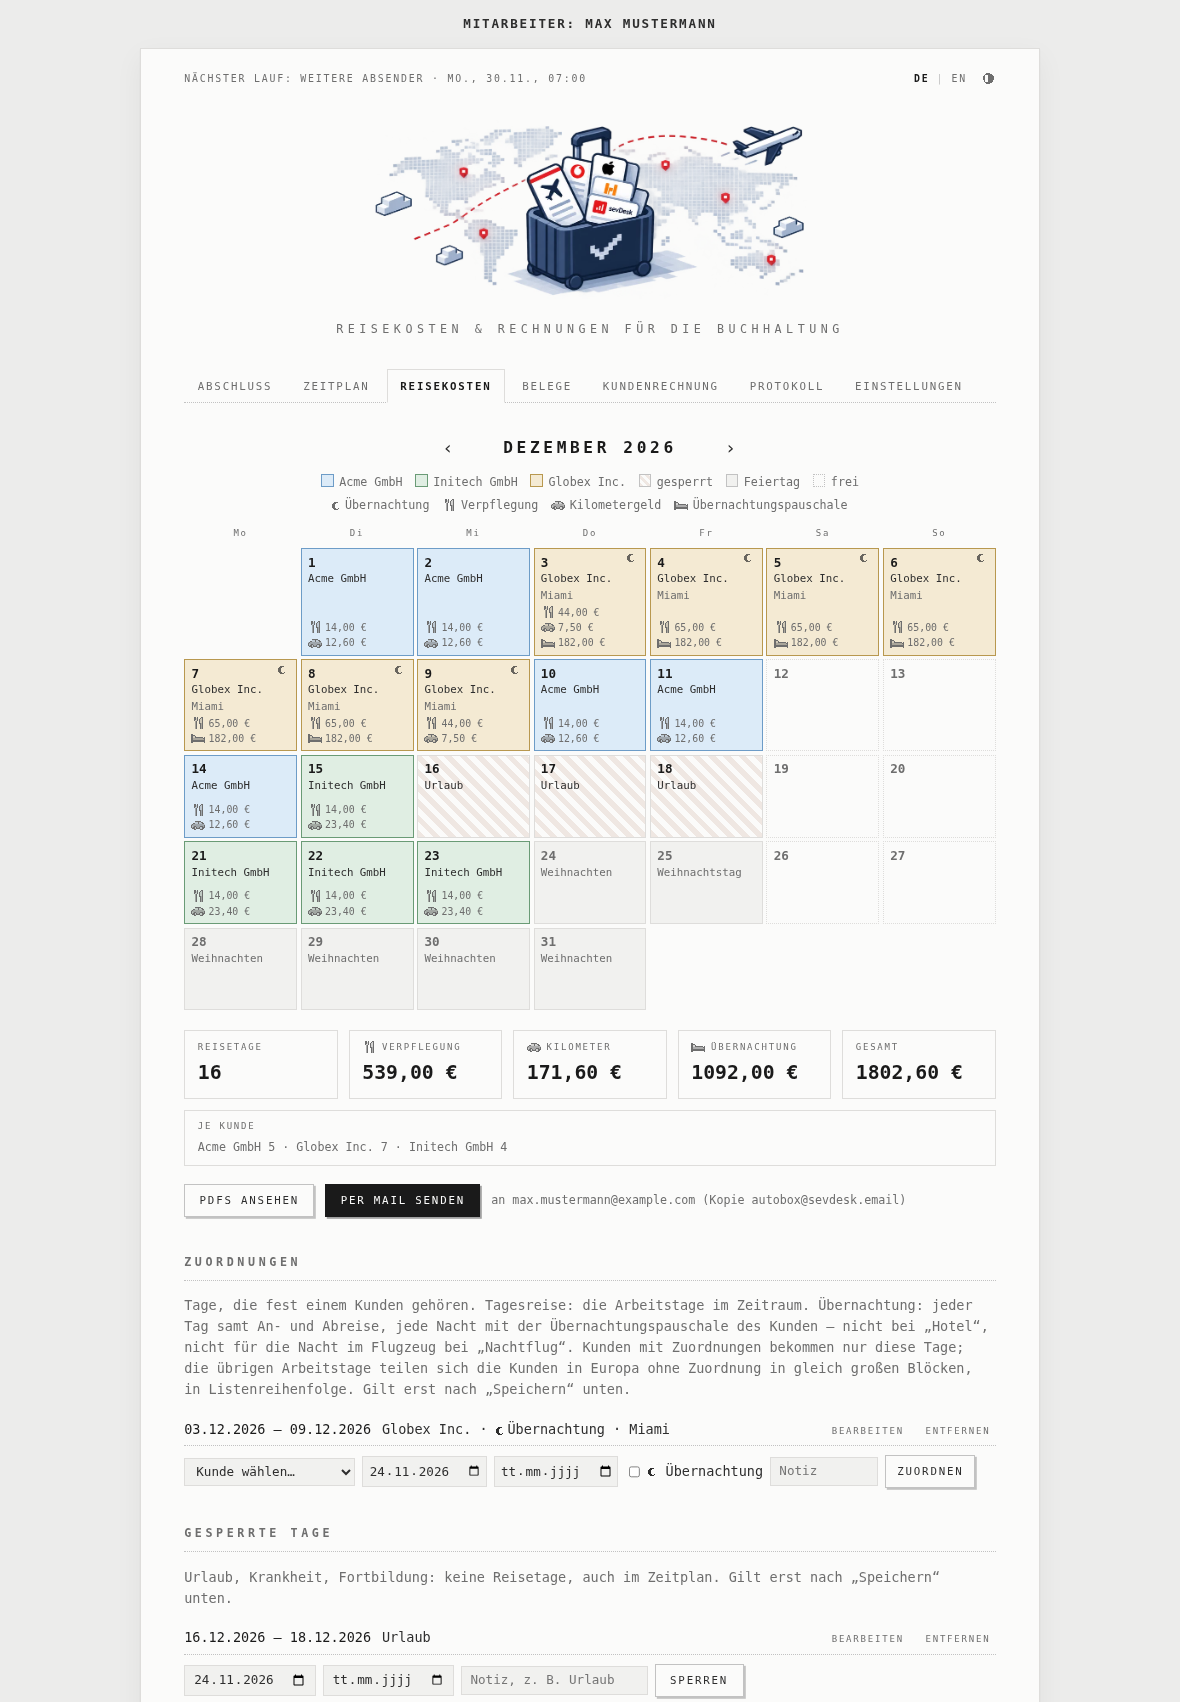 MITARBEITER: MAX MUSTERMANN
NÄCHSTER LAUF: WEITERE ABSENDER · MO., 30.11., 07:00
DE | EN
sevDesk
REISEKOSTEN & RECHNUNGEN FÜR DIE BUCHHALTUNG
ABSCHLUSS ZEITPLAN REISEKOSTEN BELEGE KUNDENRECHNUNG PROTOKOLL EINSTELLUNGEN
‹ DEZEMBER 2026 ›
Acme GmbH Initech GmbH Globex Inc. gesperrt Feiertag frei
Übernachtung Verpflegung Kilometergeld Übernachtungspauschale
Mo Di Mi Do Fr Sa So
1 2 3 4 5 6
Acme GmbH Acme GmbH Globex Inc. Globex Inc. Globex Inc. Globex Inc.
Miami Miami Miami Miami
44,00 €
14,00 € 14,00 € 7,50 € 65,00 € 65,00 € 65,00 €
12,60 € 12,60 € 182,00 € 182,00 € 182,00 € 182,00 €
7 8 9 10 11 12 13
Globex Inc. Globex Inc. Globex Inc. Acme GmbH Acme GmbH
Miami Miami Miami
65,00 € 65,00 € 44,00 € 14,00 € 14,00 €
182,00 € 182,00 € 7,50 € 12,60 € 12,60 €
14 15 16 17 18 19 20
Acme GmbH Initech GmbH Urlaub Urlaub Urlaub
14,00 € 14,00 €
12,60 € 23,40 €
21 22 23 24 25 26 27
Initech GmbH Initech GmbH Initech GmbH Weihnachten Weihnachtstag
14,00 € 14,00 € 14,00 €
23,40 € 23,40 € 23,40 €
28 29 30 31
Weihnachten Weihnachten Weihnachten Weihnachten
REISETAGE VERPFLEGUNG KILOMETER ÜBERNACHTUNG GESAMT
16 539,00 € 171,60 € 1092,00 € 1802,60 €
JE KUNDE
Acme GmbH 5 · Globex Inc. 7 · Initech GmbH 4
PDFS ANSEHEN PER MAIL SENDEN an max.mustermann@example.com (Kopie autobox@sevdesk.email)
ZUORDNUNGEN
Tage, die fest einem Kunden gehören. Tagesreise: die Arbeitstage im Zeitraum. Übernachtung: jeder
Tag samt An- und Abreise, jede Nacht mit der Übernachtungspauschale des Kunden — nicht bei „Hotel“,
nicht für die Nacht im Flugzeug bei „Nachtflug“. Kunden mit Zuordnungen bekommen nur diese Tage;
die übrigen Arbeitstage teilen sich die Kunden in Europa ohne Zuordnung in gleich großen Blöcken,
in Listenreihenfolge. Gilt erst nach „Speichern“ unten.
03.12.2026 – 09.12.2026 Globex Inc. · Übernachtung · Miami BEARBEITEN ENTFERNEN
Kunde wählen… 24.11.2026 tt.mm.jjjj Übernachtung Notiz ZUORDNEN
GESPERRTE TAGE
Urlaub, Krankheit, Fortbildung: keine Reisetage, auch im Zeitplan. Gilt erst nach „Speichern“
unten.
16.12.2026 – 18.12.2026 Urlaub BEARBEITEN ENTFERNEN
24.11.2026 tt.mm.jjjj Notiz, z. B. Urlaub SPERREN